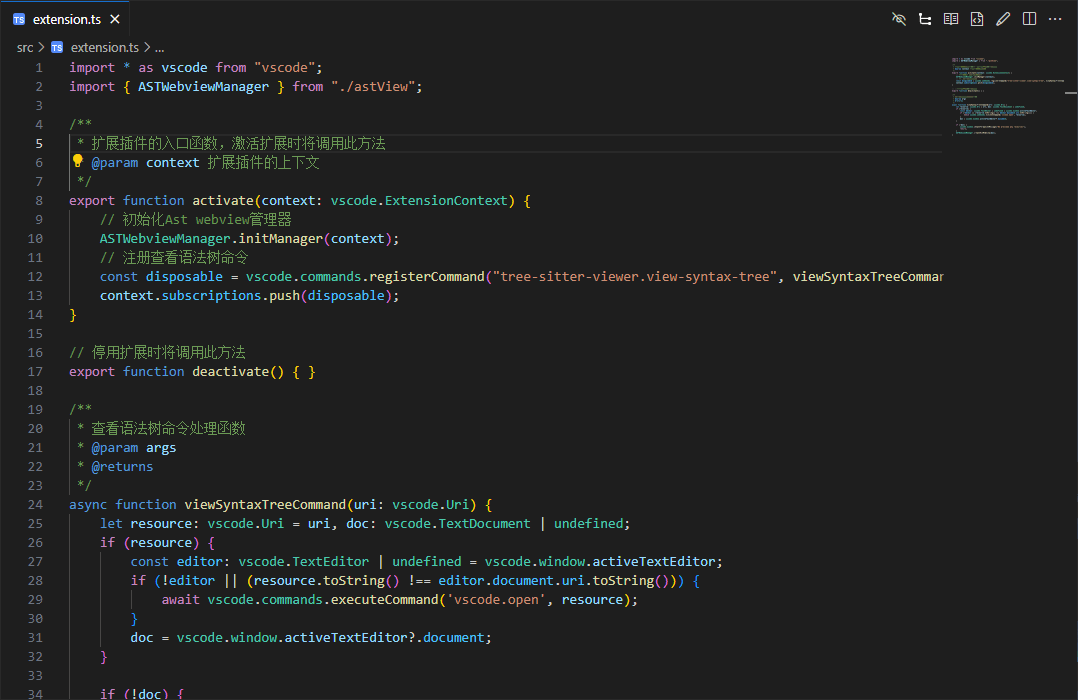 TS extension.ts
src > TS extension.ts > ...
1 import * as vscode from "vscode";
2 import { ASTWebviewManager } from "./astView";
3
4 /**
5 * 扩展插件的入口函数，激活扩展时将调用此方法
6 * @param context 扩展插件的上下文
7 */
8 export function activate(context: vscode.ExtensionContext) {
9 // 初始化Ast webview管理器
10 ASTWebviewManager.initManager(context);
11 // 注册查看语法树命令
12 const disposable = vscode.commands.registerCommand("tree-sitter-viewer.view-syntax-tree", viewSyntaxTreeComman
13 context.subscriptions.push(disposable);
14 }
15
16 // 停用扩展时将调用此方法
17 export function deactivate() { }
18
19 /**
20 * 查看语法树命令处理函数
21 * @param args
22 * @returns
23 */
24 async function viewSyntaxTreeCommand(uri: vscode.Uri) {
25 let resource: vscode.Uri = uri, doc: vscode.TextDocument | undefined;
26 if (resource) {
27 const editor: vscode.TextEditor | undefined = vscode.window.activeTextEditor;
28 if (!editor || (resource.toString() !== editor.document.uri.toString())) {
29 await vscode.commands.executeCommand('vscode.open', resource);
30 }
31 doc = vscode.window.activeTextEditor?.document;
32 }
33
34 if (!doc) {